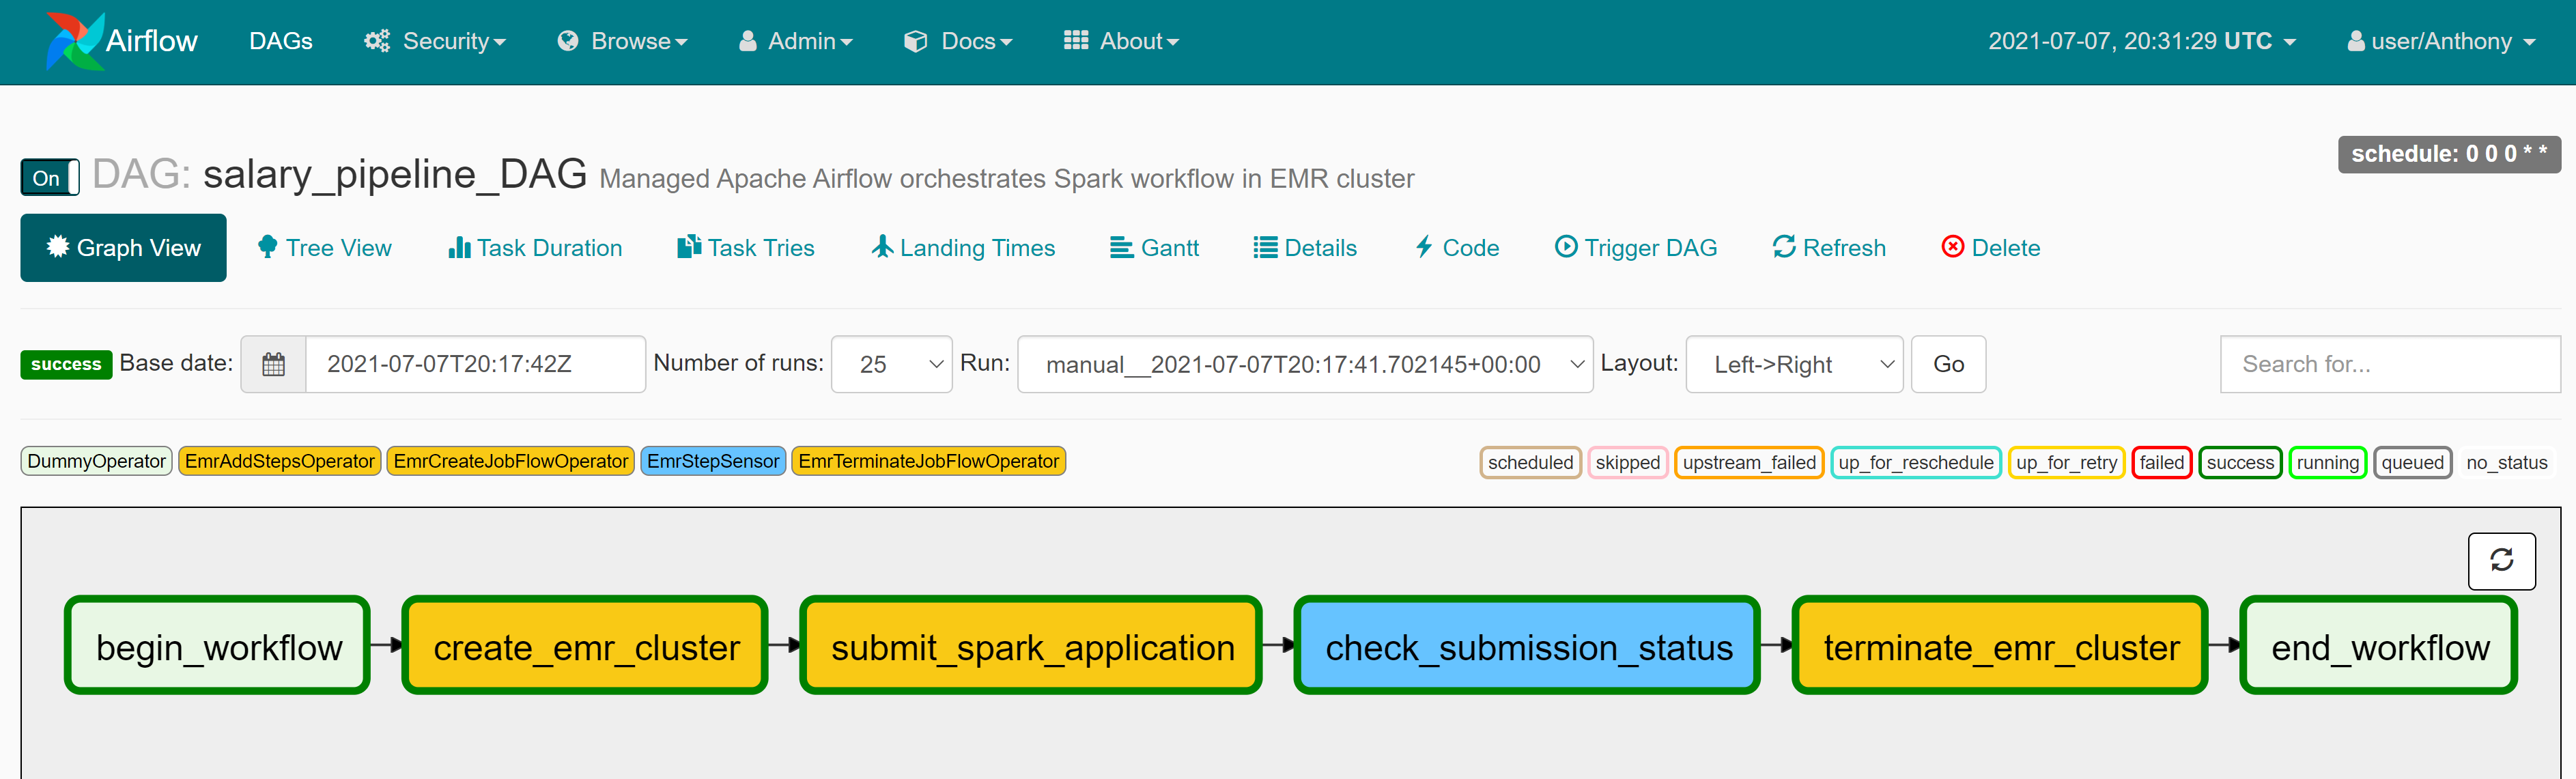 Airflow DAGs Security Browse Admin Docs About 2021-07-07, 20:31:29 UTC user/Anthony
schedule: 0 0 0 * *
On DAG: salary_pipeline_DAG Managed Apache Airflow orchestrates Spark workflow in EMR cluster
Graph View Tree View Task Duration Task Tries Landing Times Gantt Details Code Trigger DAG Refresh Delete
success Base date: 2021-07-07T20:17:42Z Number of runs: 25 Run: manual__2021-07-07T20:17:41.702145+00:00 Layout: Left->Right Go Search for...
DummyOperator EmrAddStepsOperator EmrCreateJobFlowOperator EmrStepSensor EmrTerminateJobFlowOperator scheduled skipped upstream_failed up_for_reschedule up_for_retry failed success running queued no_status
begin_workflow create_emr_cluster submit_spark_application check_submission_status terminate_emr_cluster end_workflow